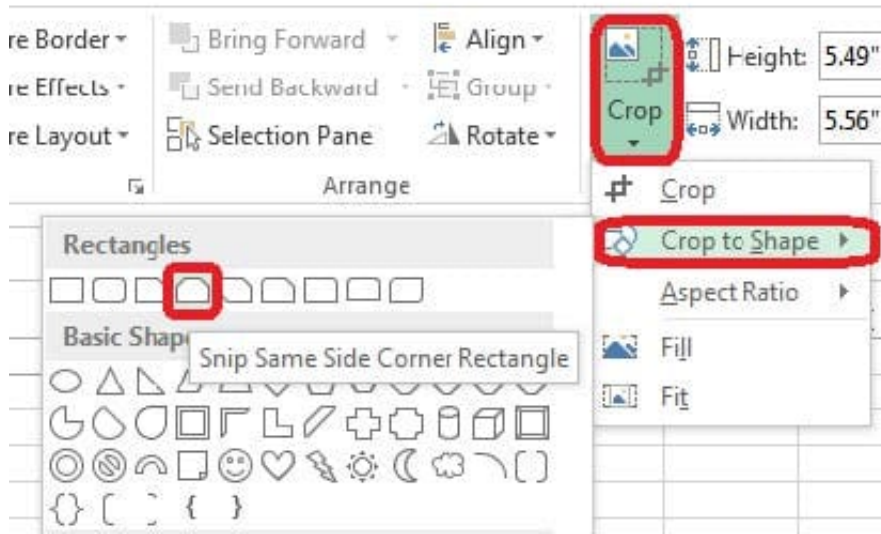 re Border
Bring Forward
Align
Crop
Height: 5.49"
re Effects
Send Backward
Group
Width: 5.56"
re Layout
Selection Pane
Rotate
Arrange
Crop
Crop to Shape
Aspect Ratio
Fill
Fit
Rectangles
Basic Shap
Snip Same Side Corner Rectangle